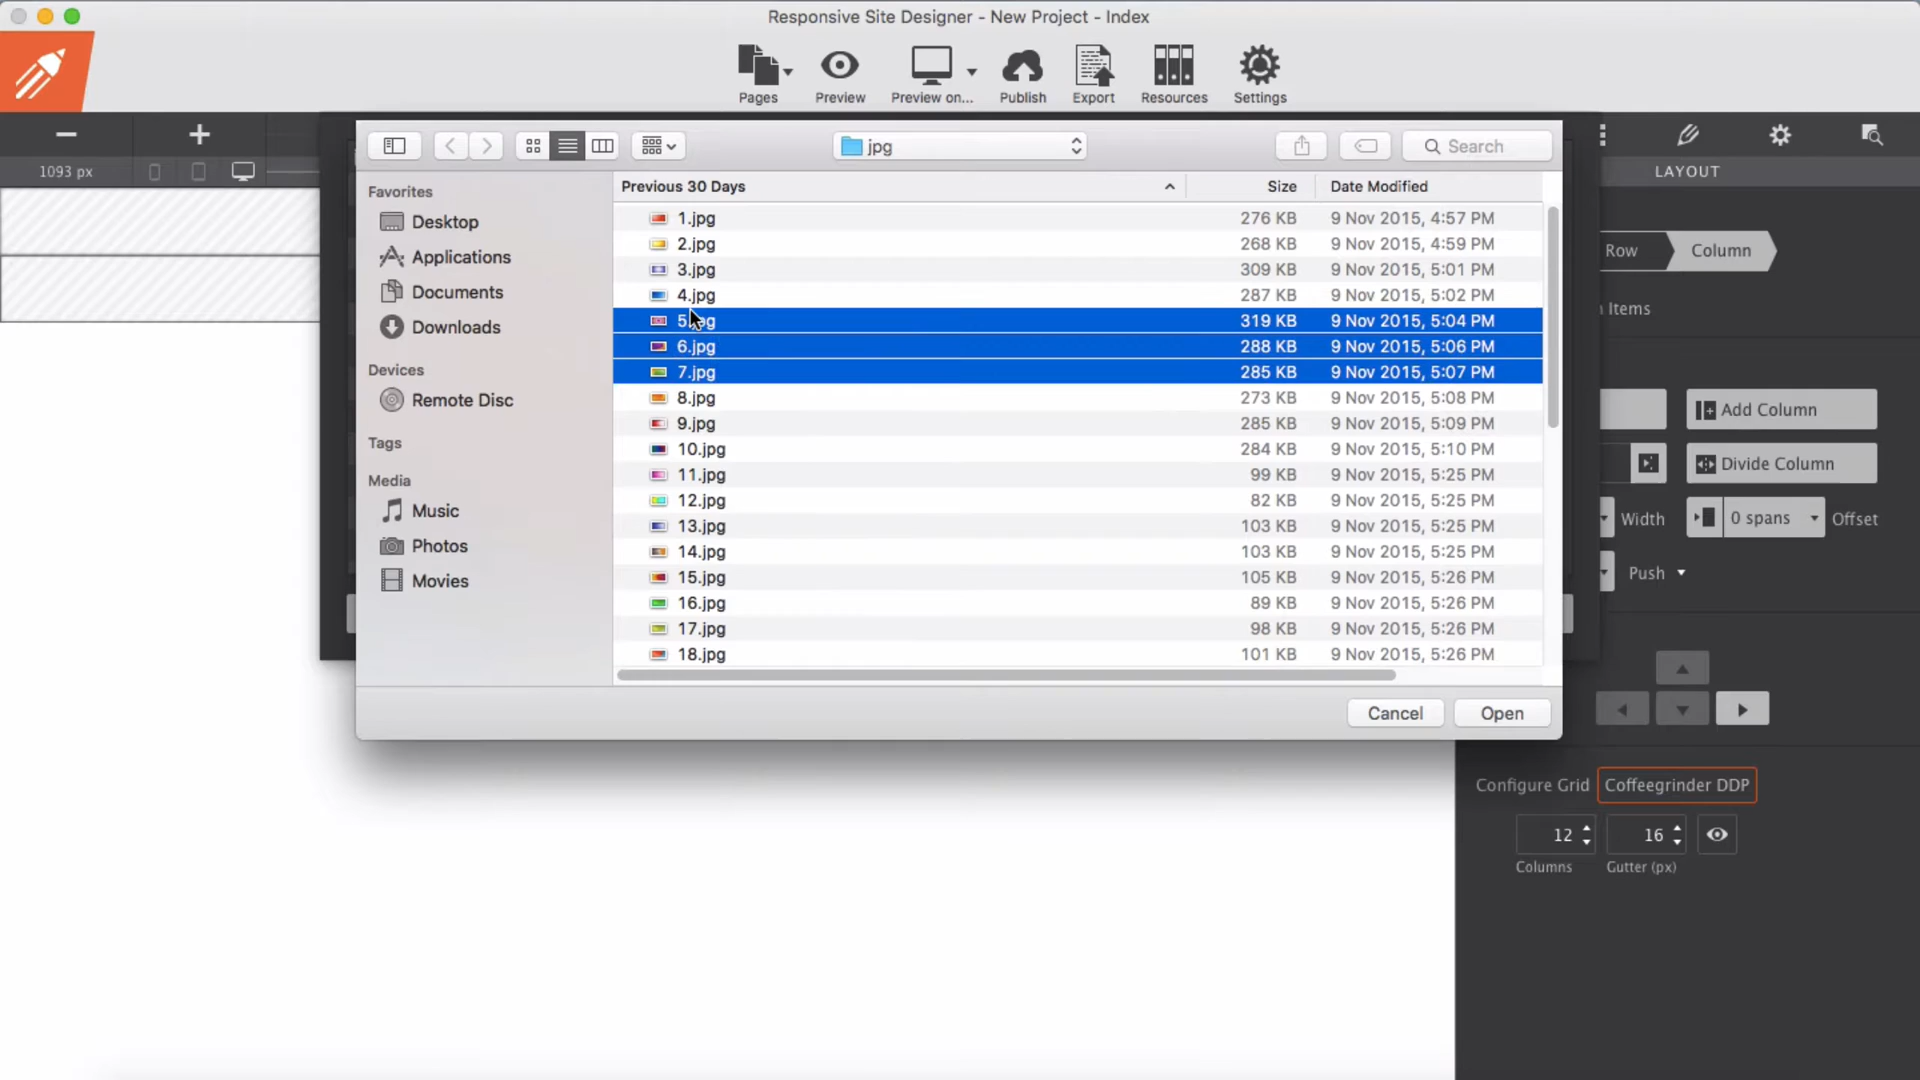 Responsive Site Designer - New Project - Index
Pages
Preview
Preview on...
Publish
Export
Resources
Settings
1093 px
LAYOUT
jpg
Search
Favorites
Desktop
Applications
Documents
Downloads
Devices
Remote Disc
Tags
Media
Music
Photos
Movies
Previous 30 Days Size Date Modified
1.jpg 276 KB 9 Nov 2015, 4:57 PM
2.jpg 268 KB 9 Nov 2015, 4:59 PM
3.jpg 309 KB 9 Nov 2015, 5:01 PM
4.jpg 287 KB 9 Nov 2015, 5:02 PM
5.jpg 319 KB 9 Nov 2015, 5:04 PM
6.jpg 288 KB 9 Nov 2015, 5:06 PM
7.jpg 285 KB 9 Nov 2015, 5:07 PM
8.jpg 273 KB 9 Nov 2015, 5:08 PM
9.jpg 285 KB 9 Nov 2015, 5:09 PM
10.jpg 284 KB 9 Nov 2015, 5:10 PM
11.jpg 99 KB 9 Nov 2015, 5:25 PM
12.jpg 82 KB 9 Nov 2015, 5:25 PM
13.jpg 103 KB 9 Nov 2015, 5:25 PM
14.jpg 103 KB 9 Nov 2015, 5:25 PM
15.jpg 105 KB 9 Nov 2015, 5:26 PM
16.jpg 89 KB 9 Nov 2015, 5:26 PM
17.jpg 98 KB 9 Nov 2015, 5:26 PM
18.jpg 101 KB 9 Nov 2015, 5:26 PM
Cancel
Open
Row
Column
Items
Add Column
Divide Column
Width
0 spans
Offset
Push
Configure Grid
Coffeegrinder DDP
12
16
Columns
Gutter (px)